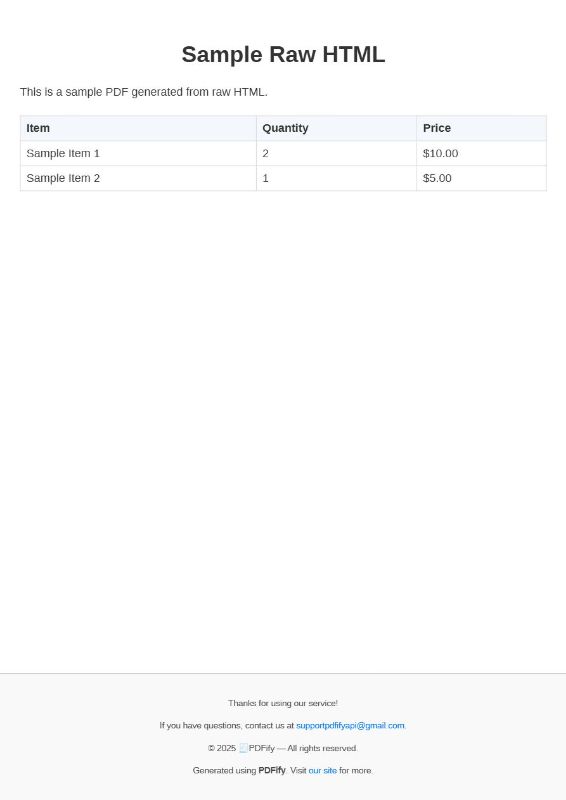 Sample Raw HTML
This is a sample PDF generated from raw HTML.
Item Quantity Price
Sample Item 1 2 $10.00
Sample Item 2 1 $5.00
Thanks for using our service!
If you have questions, contact us at supportpdfifyapi@gmail.com.
© 2025 🧾PDFify — All rights reserved.
Generated using PDFify. Visit our site for more.